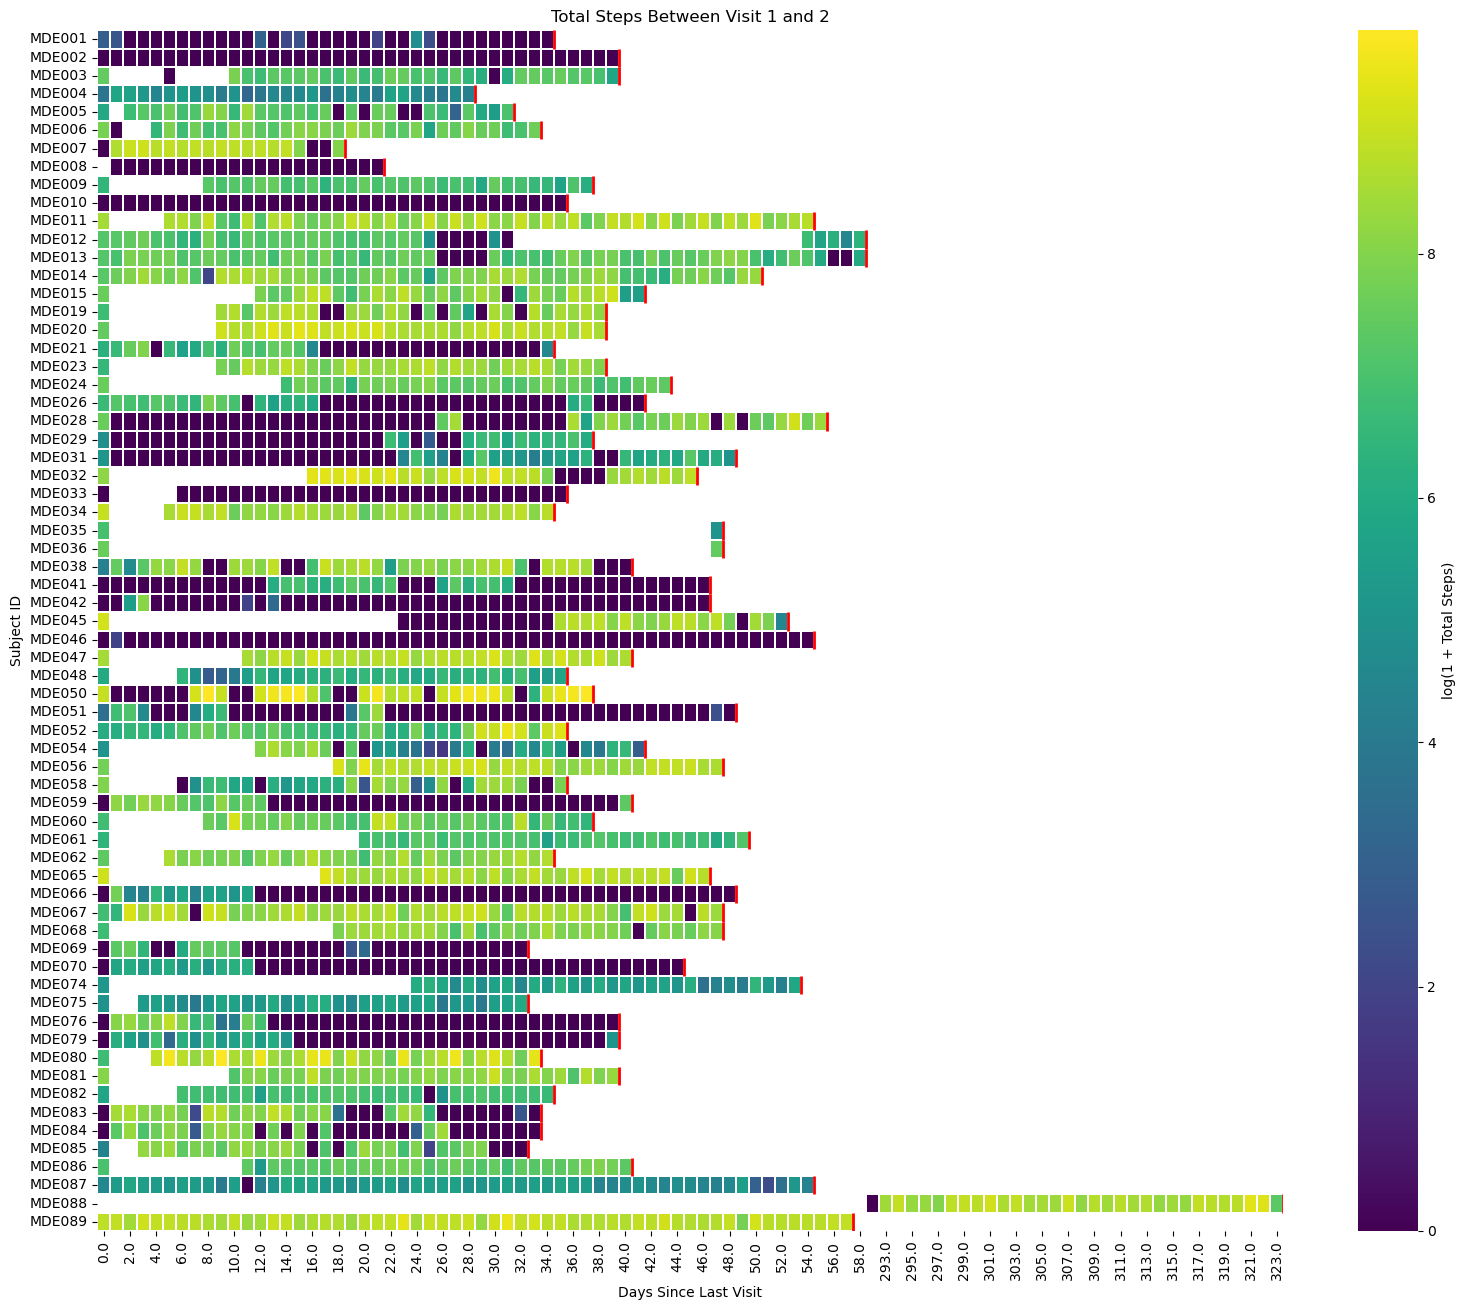 Total Steps Between Visit 1 and 2
MDE001
MDE002
MDE003
MDE004
MDE005
MDE006
MDE007
MDE008
MDE009
MDE010
MDE011
MDE012
MDE013
MDE014
MDE015
MDE019
MDE020
MDE021
MDE023
MDE024
MDE026
MDE028
MDE029
MDE031
MDE032
MDE033
MDE034
MDE035
MDE036
MDE038
MDE041
MDE042
MDE045
MDE046
MDE047
MDE048
MDE050
MDE051
MDE052
MDE054
MDE056
MDE058
MDE059
MDE060
MDE061
MDE062
MDE065
MDE066
MDE067
MDE068
MDE069
MDE070
MDE074
MDE075
MDE076
MDE079
MDE080
MDE081
MDE082
MDE083
MDE084
MDE085
MDE086
MDE087
MDE088
MDE089
Subject ID
0.0 2.0 4.0 6.0 8.0 10.0 12.0 14.0 16.0 18.0 20.0 22.0 24.0 26.0 28.0 30.0 32.0 34.0 36.0 38.0 40.0 42.0 44.0 46.0 48.0 50.0 52.0 54.0 56.0 58.0 293.0 295.0 297.0 299.0 301.0 303.0 305.0 307.0 309.0 311.0 313.0 315.0 317.0 319.0 321.0 323.0
Days Since Last Visit
8
6
4
2
0
log(1 + Total Steps)